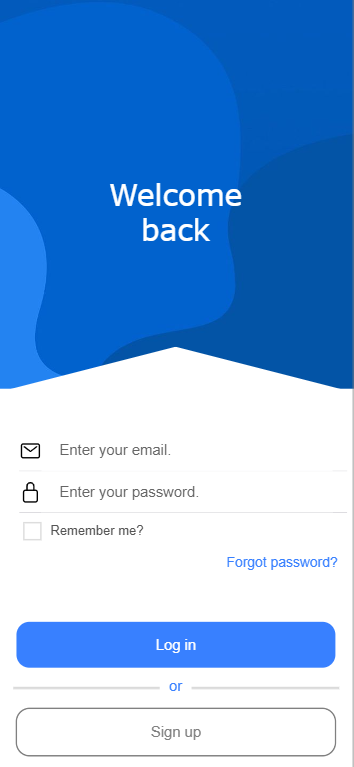 Welcome
back
Enter your email.
Enter your password.
Remember me?
Forgot password?
Log in
or
Sign up